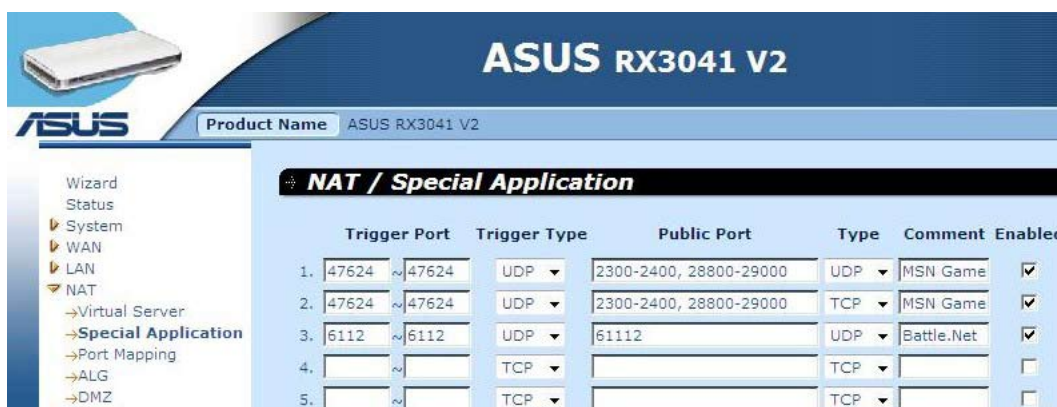 ASUS RX3041 V2
ASUS
Product Name ASUS RX3041 V2
Wizard
Status
System
WAN
LAN
NAT
Virtual Server
Special Application
Port Mapping
ALG
DMZ
NAT / Special Application
Trigger Port Trigger Type Public Port Type Comment Enabled
1. 47624 ~ 47624 UDP 2300-2400, 28800-29000 UDP MSN Game
2. 47624 ~ 47624 UDP 2300-2400, 28800-29000 TCP MSN Game
3. 6112 ~ 6112 UDP 61112 UDP Battle.Net
4. ~ TCP TCP
5. ~ TCP TCP